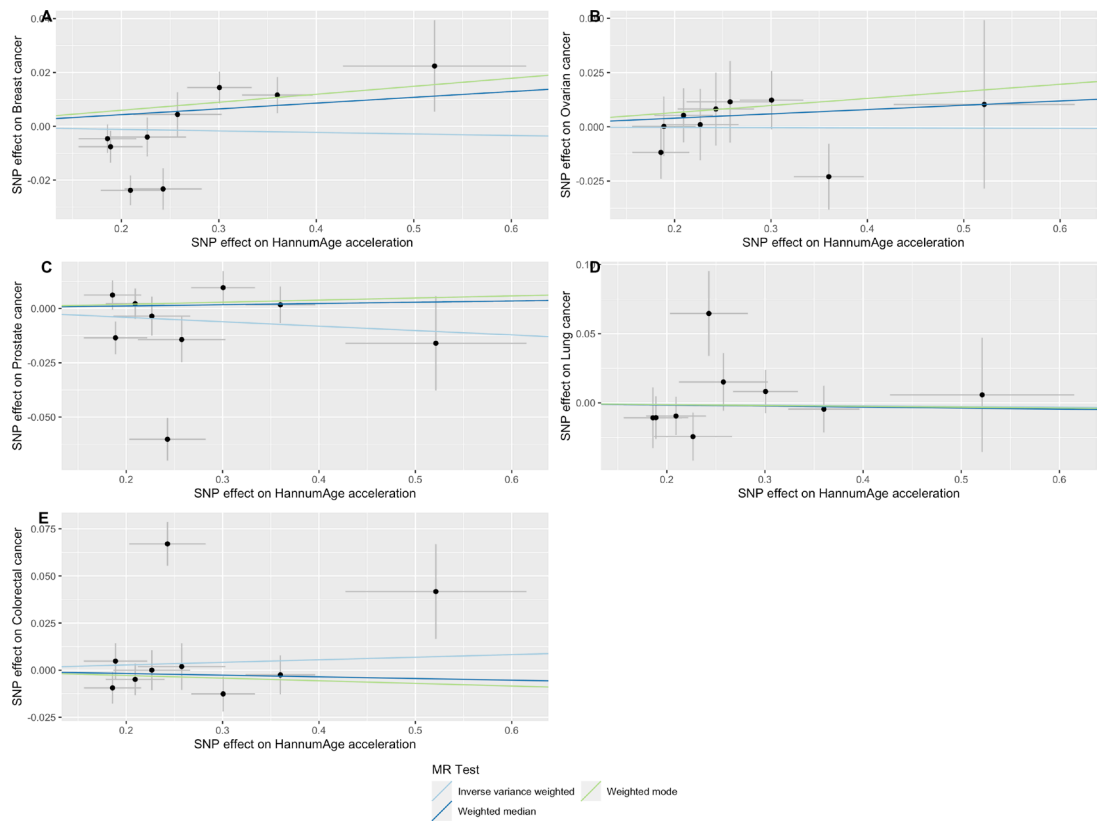 A
SNP effect on Breast cancer
0.02
0.00
-0.02
0.2
0.3
0.4
0.5
0.6
SNP effect on HannumAge acceleration
B
SNP effect on Ovarian cancer
0.050
0.025
0.000
-0.025
0.2
0.3
0.4
0.5
0.6
SNP effect on HannumAge acceleration
C
SNP effect on Prostate cancer
0.000
-0.025
-0.050
0.2
0.3
0.4
0.5
0.6
SNP effect on HannumAge acceleration
D
SNP effect on Lung cancer
0.100
0.05
0.00
0.2
0.3
0.4
0.5
0.6
SNP effect on HannumAge acceleration
E
SNP effect on Colorectal cancer
0.075
0.050
0.025
0.000
-0.025
0.2
0.3
0.4
0.5
0.6
SNP effect on HannumAge acceleration
MR Test
Inverse variance weighted
Weighted mode
Weighted median